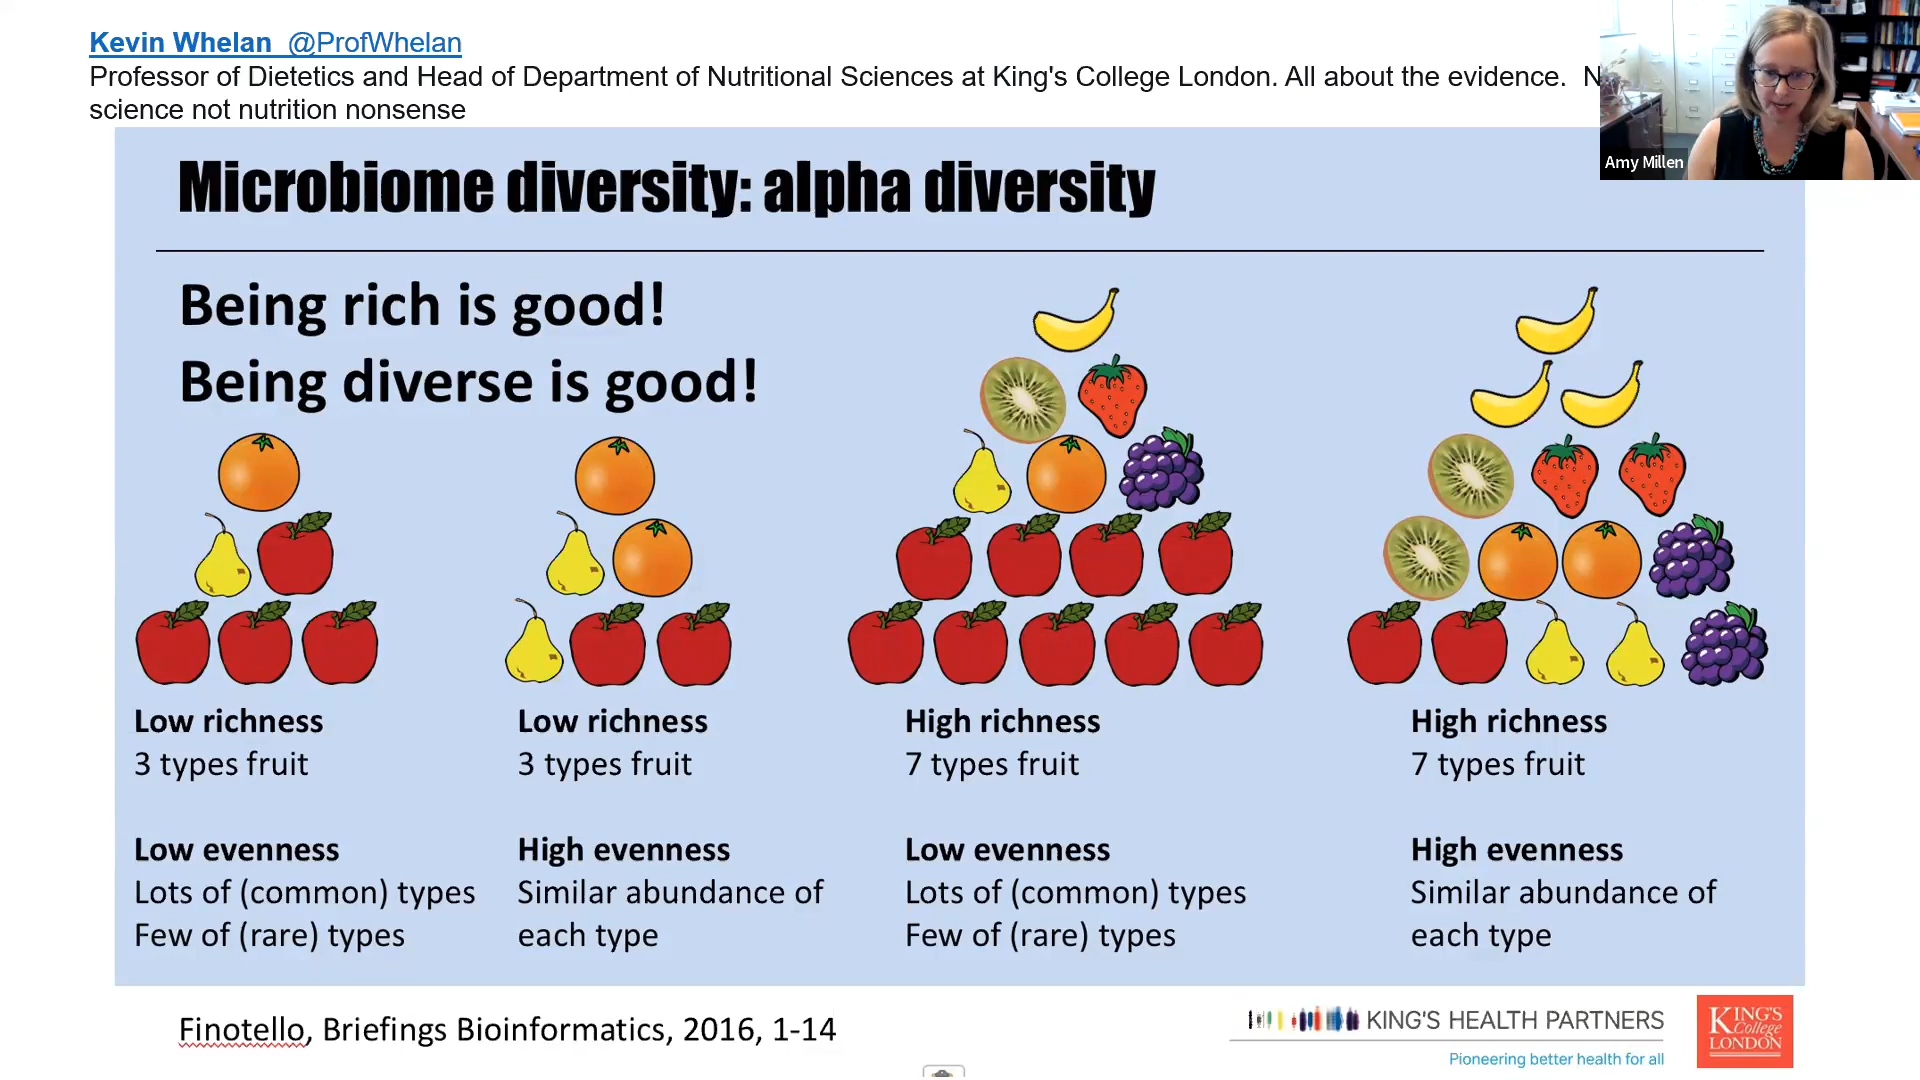 Kevin Whelan @ProfWhelan
Professor of Dietetics and Head of Department of Nutritional Sciences at King's College London. All about the evidence. N
science not nutrition nonsense
Amy Millen
Microbiome diversity: alpha diversity
Being rich is good!
Being diverse is good!
Low richness
3 types fruit
Low evenness
Lots of (common) types
Few of (rare) types
Low richness
3 types fruit
High evenness
Similar abundance of
each type
High richness
7 types fruit
Low evenness
Lots of (common) types
Few of (rare) types
High richness
7 types fruit
High evenness
Similar abundance of
each type
Finotello, Briefings Bioinformatics, 2016, 1-14
KING'S HEALTH PARTNERS
Pioneering better health for all
KING'S
College
LONDON